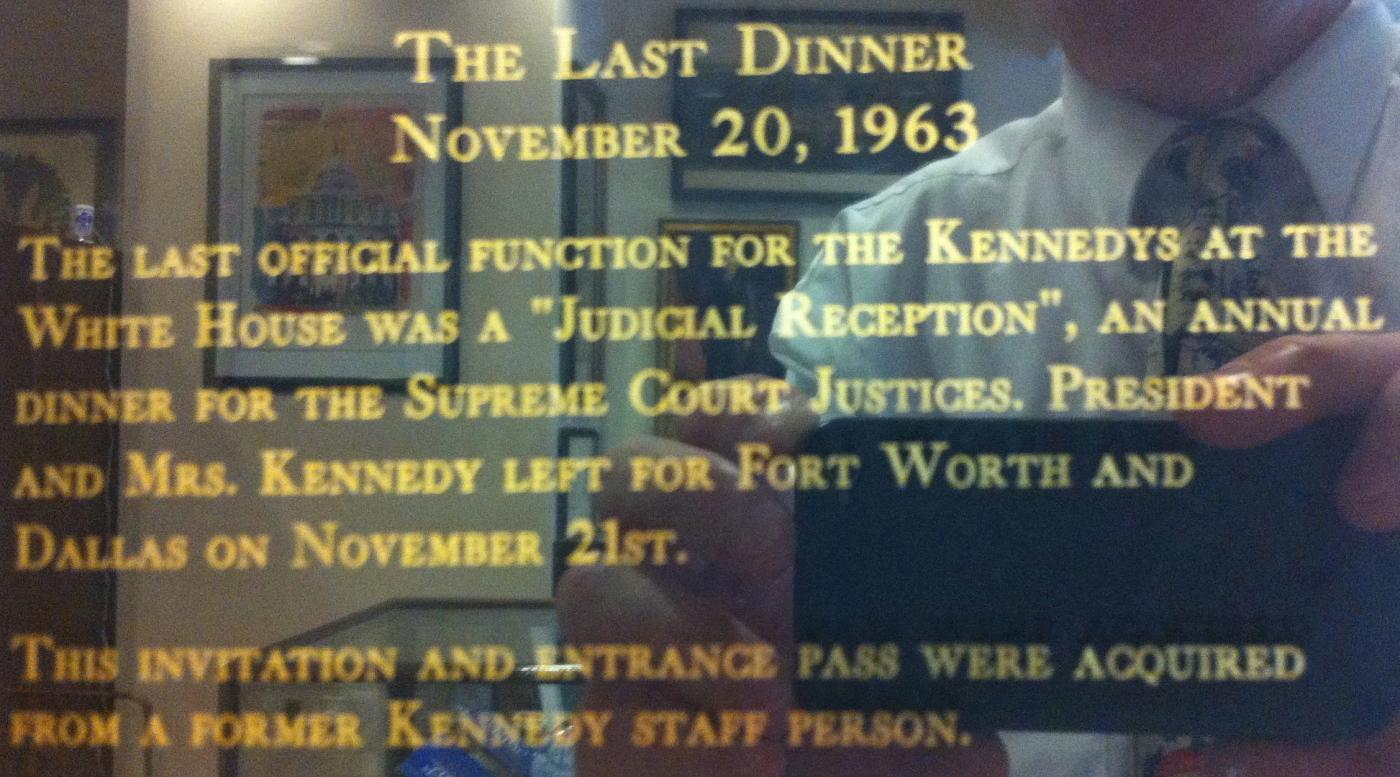 The Last Dinner
November 20, 1963
The last official function for the Kennedys at the
White House was a "Judicial Reception", an annual
dinner for the Supreme Court Justices. President
and Mrs. Kennedy left for Fort Worth and
Dallas on November 21st.
This invitation and entrance pass were acquired
from a former Kennedy staff person.